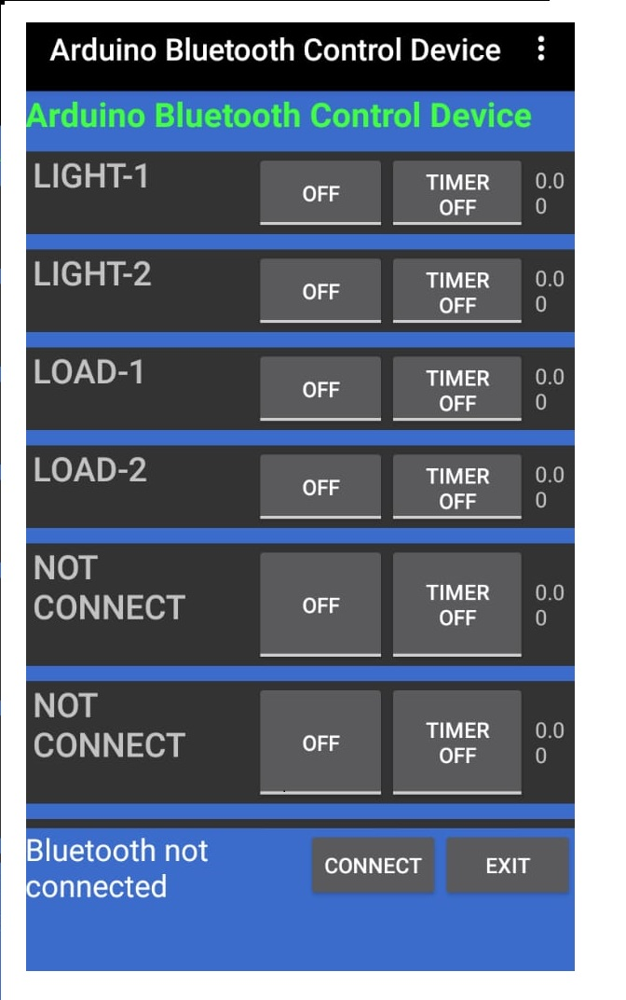 Arduino Bluetooth Control Device
Arduino Bluetooth Control Device
LIGHT-1
OFF
TIMER
OFF
0.0
0
LIGHT-2
OFF
TIMER
OFF
0.0
0
LOAD-1
OFF
TIMER
OFF
0.0
0
LOAD-2
OFF
TIMER
OFF
0.0
0
NOT
CONNECT
OFF
TIMER
OFF
0.0
0
NOT
CONNECT
OFF
TIMER
OFF
0.0
0
Bluetooth not
connected
CONNECT
EXIT